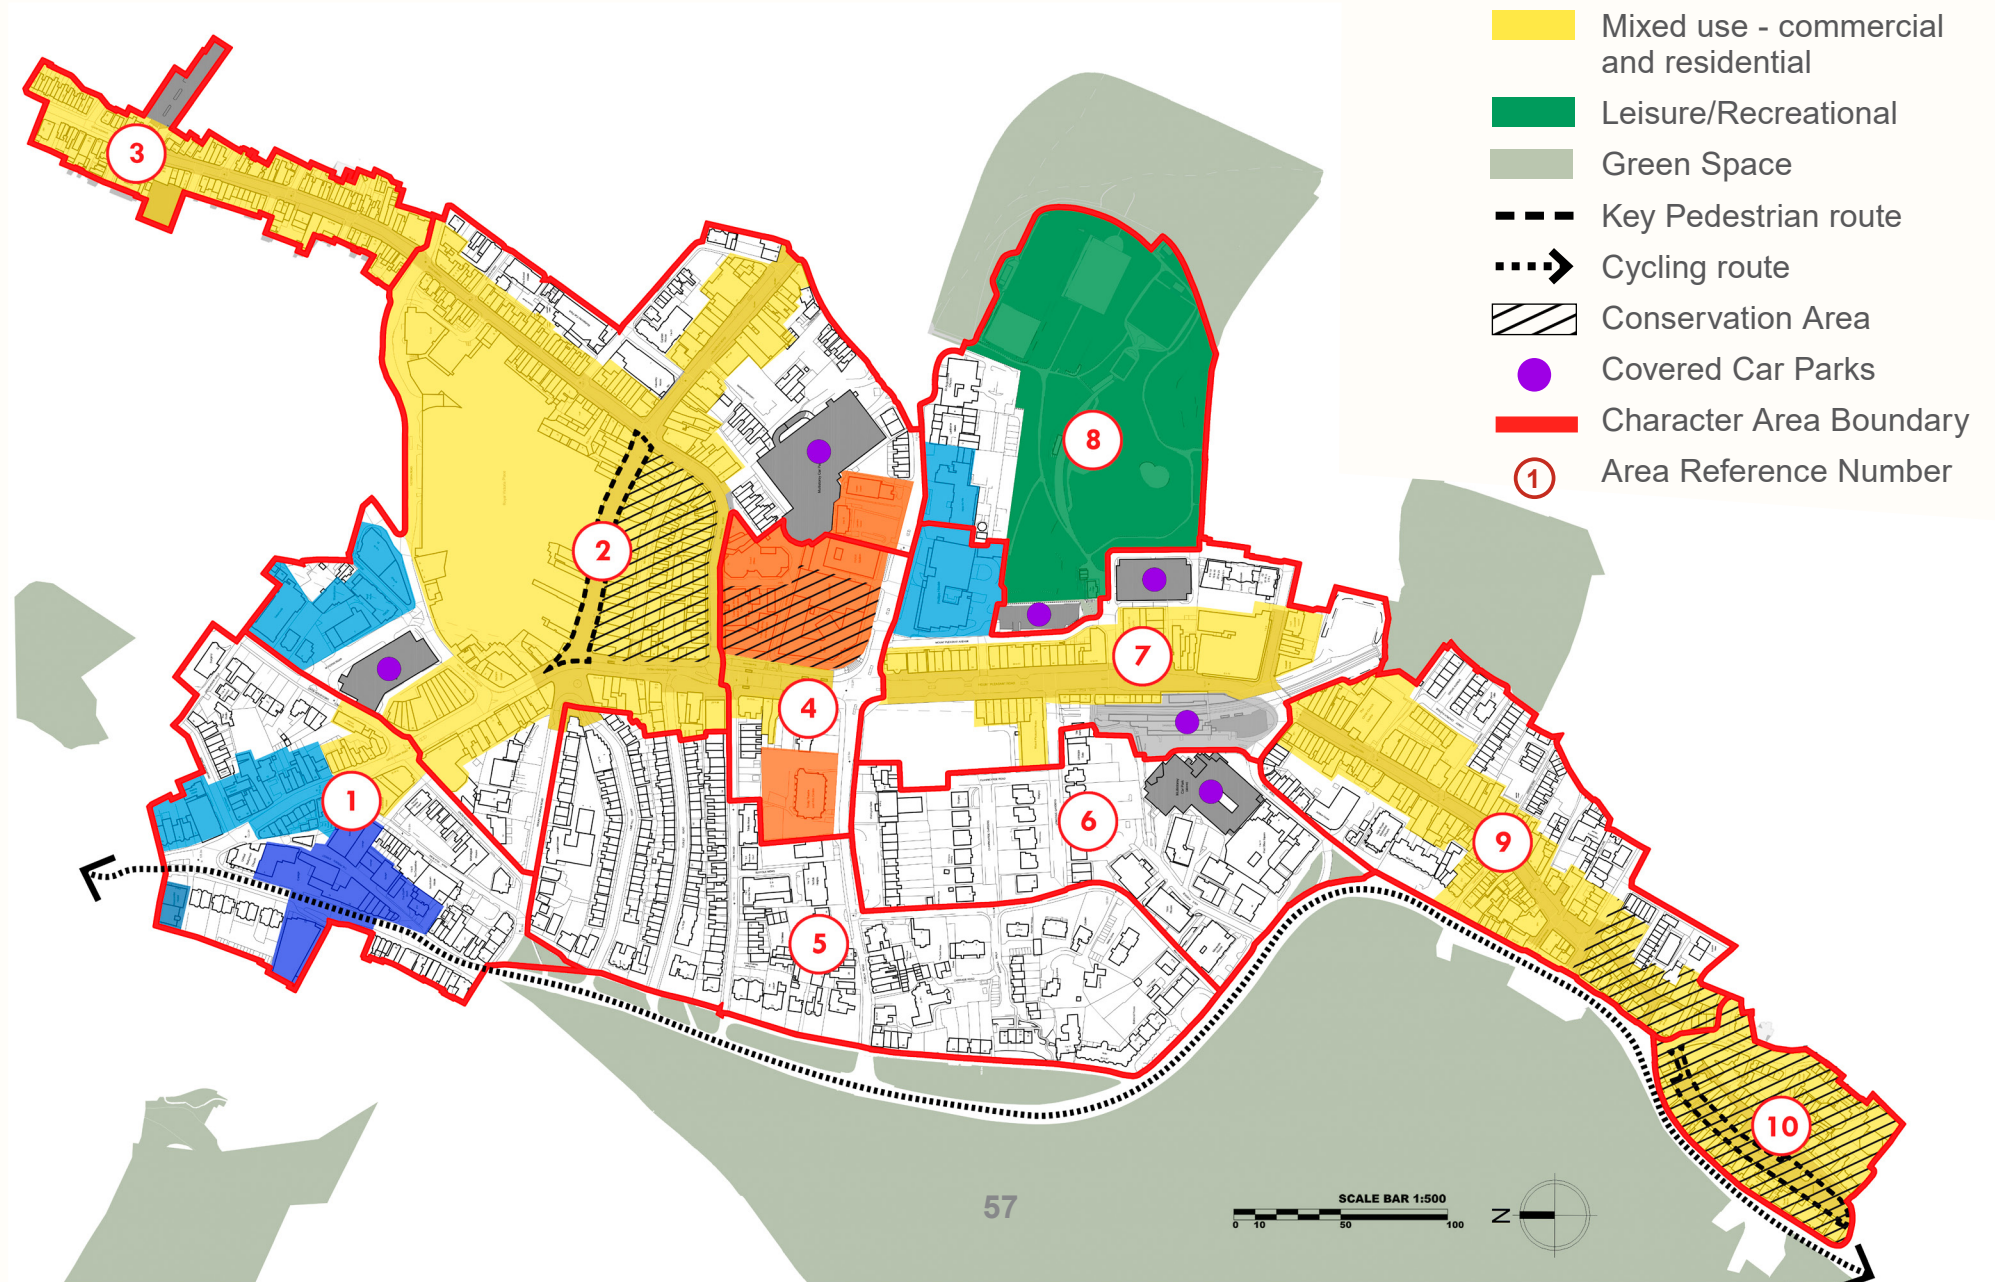 Mixed use - commercial
and residential
Leisure/Recreational
Green Space
Key Pedestrian route
Cycling route
Conservation Area
Covered Car Parks
Character Area Boundary
1 Area Reference Number
3
8
2
7
4
1
6
9
5
10
57
SCALE BAR 1:500
0 10 50 100
N